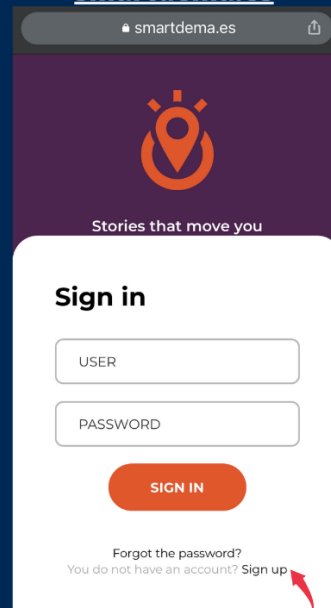 smartdema.es
Stories that move you
Sign in
USER
PASSWORD
SIGN IN
Forgot the password?
You do not have an account? Sign up